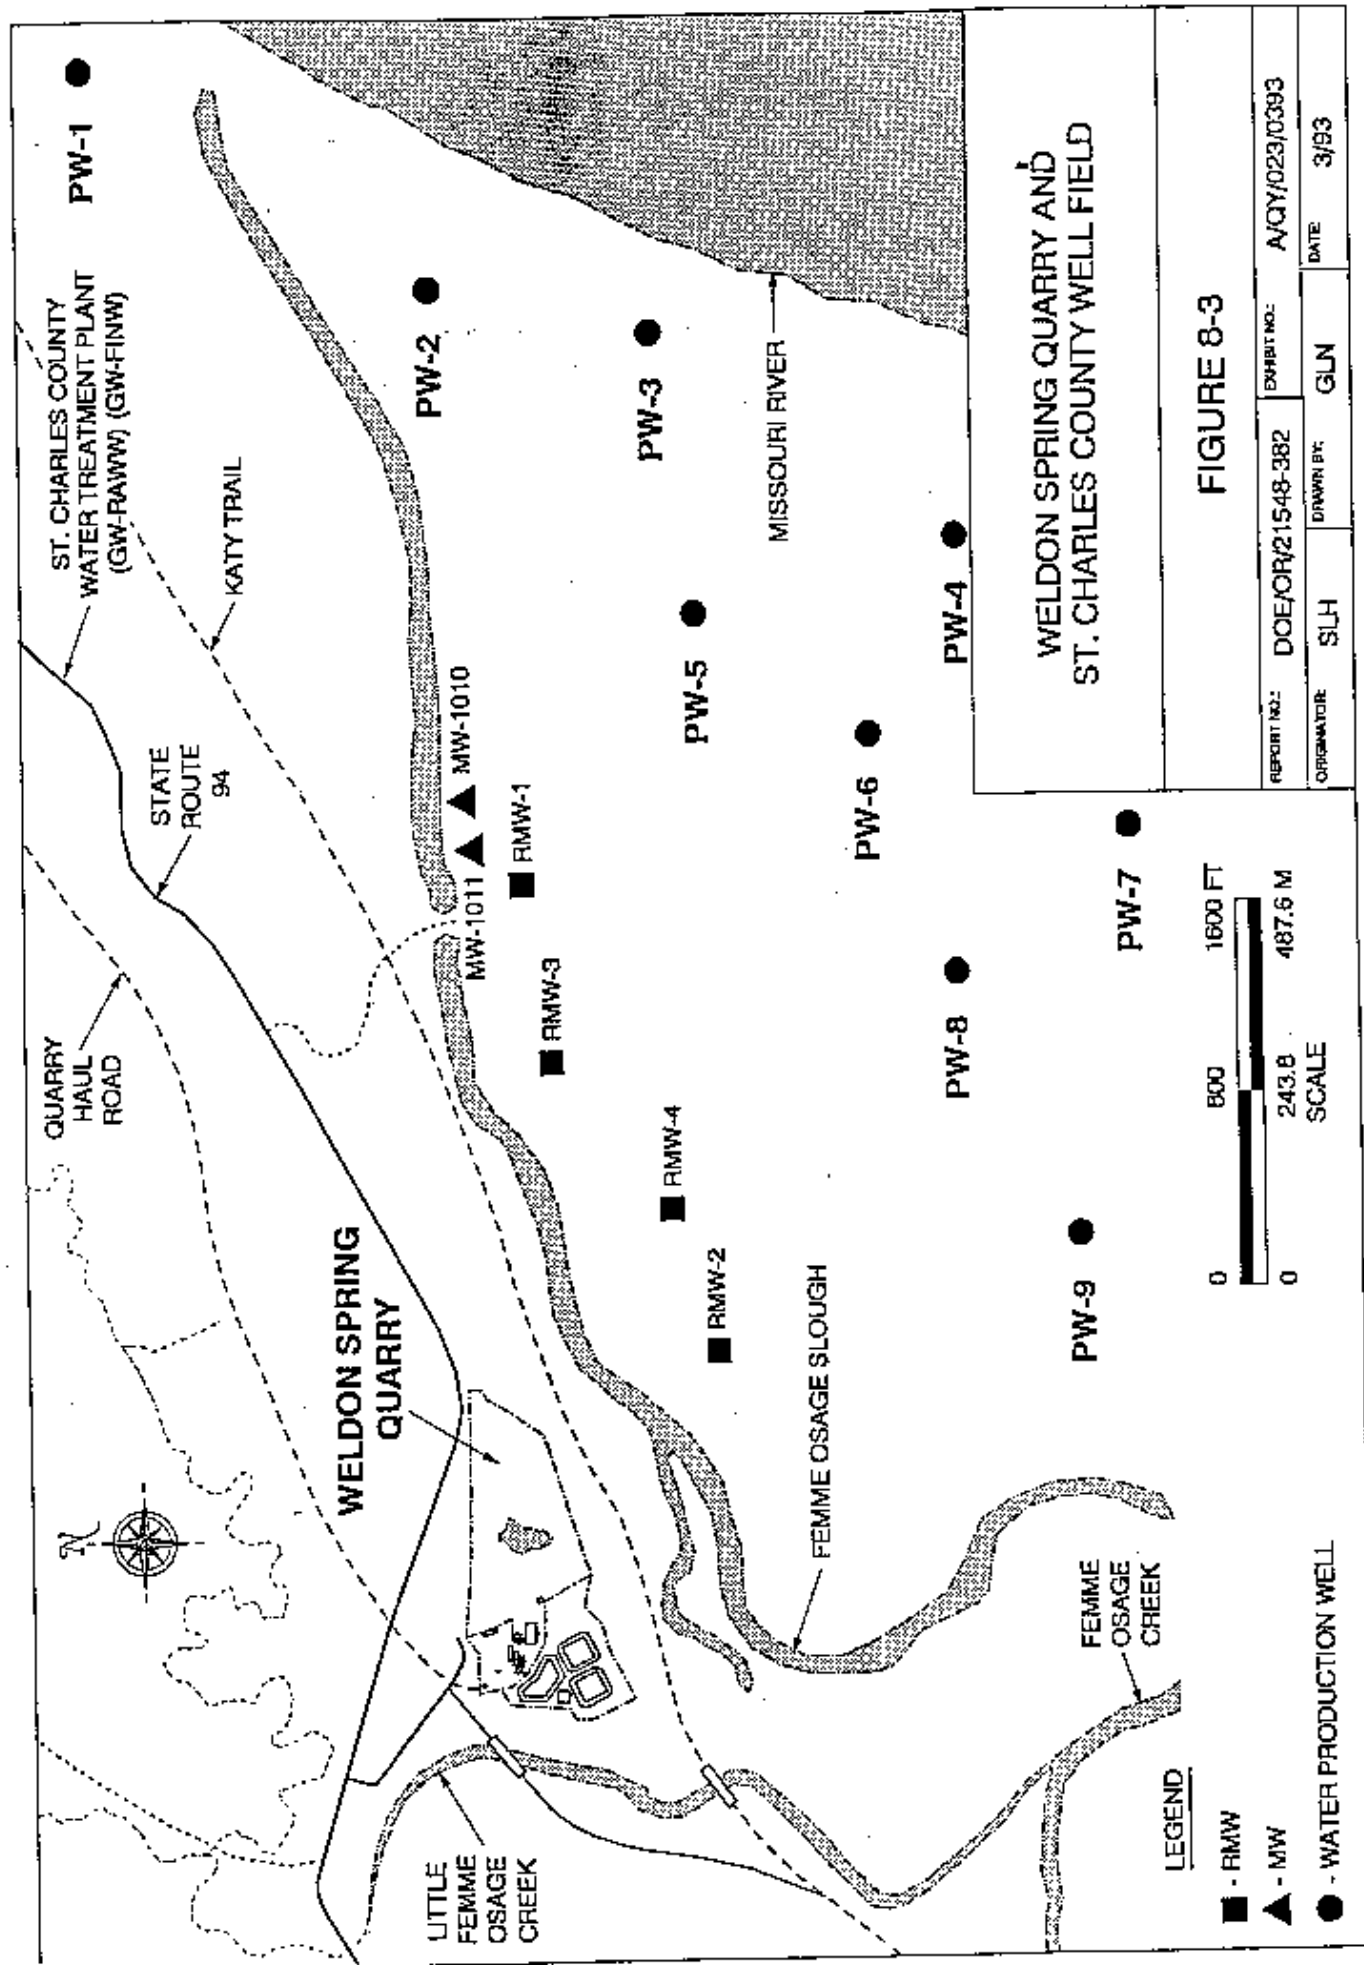 N
QUARRY
HAUL
ROAD
STATE
ROUTE
94
ST. CHARLES COUNTY
WATER TREATMENT PLANT
(GW-RAWW) (GW-FINW)
KATY TRAIL
PW-1
WELDON SPRING
QUARRY
LITTLE
FEMME
OSAGE
CREEK
MW-1011
MW-1010
RMW-1
RMW-3
RMW-4
RMW-2
PW-2
PW-3
PW-5
MISSOURI RIVER
PW-6
PW-4
PW-8
PW-7
PW-9
FEMME OSAGE SLOUGH
FEMME
OSAGE
CREEK
LEGEND
- RMW
- MW
- WATER PRODUCTION WELL
0 800 1600 FT
0 243.8 487.6 M
SCALE
WELDON SPRING QUARRY AND
ST. CHARLES COUNTY WELL FIELD
FIGURE 8-3
REPORT NO.: DOE/OR/21548-382 EXHIBIT NO.: A/QY/023/0393
ORIGINATOR: SLH DRAWN BY: GLN DATE: 3/93